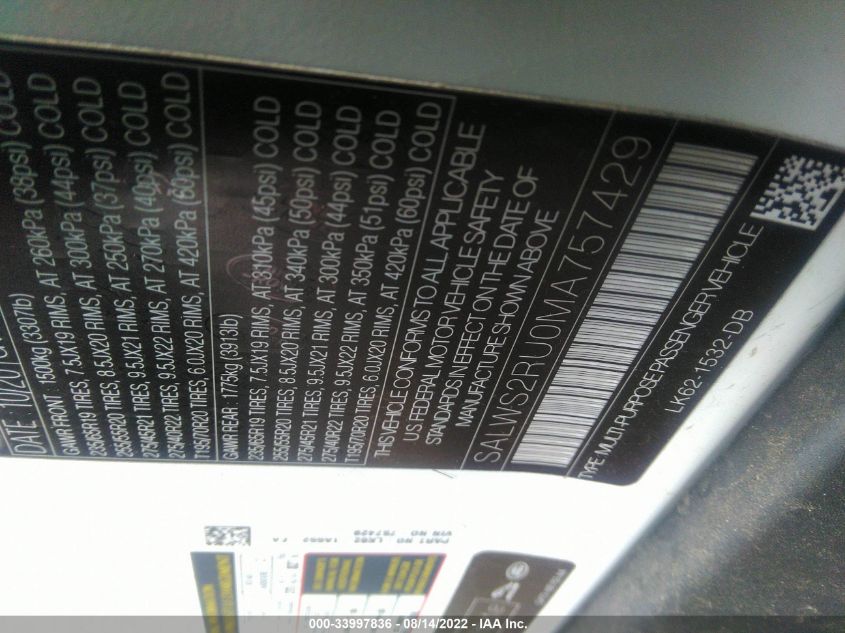 DATE: 10/20
GAWR FRONT : 1500kg (3307lb)
235/65R19 TIRES, 7.5JX19 RIMS, AT 260kPa (38psi) COLD
255/55R20 TIRES, 8.5JX20 RIMS, AT 300kPa (44psi) COLD
275/45R21 TIRES, 9.5JX21 RIMS, AT 250kPa (37psi) COLD
275/40R22 TIRES, 9.5JX22 RIMS, AT 270kPa (40psi) COLD
T195/70R20 TIRES, 6.0JX20 RIMS, AT 420kPa (60psi) COLD
GAWR REAR : 1775kg (3913lb)
235/65R19 TIRES, 7.5JX19 RIMS, AT 310kPa (45psi) COLD
255/55R20 TIRES, 8.5JX20 RIMS, AT 340kPa (50psi) COLD
275/45R21 TIRES, 9.5JX21 RIMS, AT 300kPa (44psi) COLD
275/40R22 TIRES, 9.5JX22 RIMS, AT 350kPa (51psi) COLD
T195/70R20 TIRES, 6.0JX20 RIMS, AT 420kPa (60psi) COLD
THIS VEHICLE CONFORMS TO ALL APPLICABLE
U.S FEDERAL MOTOR VEHICLE SAFETY
STANDARDS IN EFFECT ON THE DATE OF
MANUFACTURE SHOWN ABOVE
SALWS2RU0MA757429
TYPE : MULTI-PURPOSE PASSENGER VEHICLE
LK62-1532-DB
PART NO LK62
VIN NO 757429
000-33997836 - 08/14/2022 - IAA Inc.